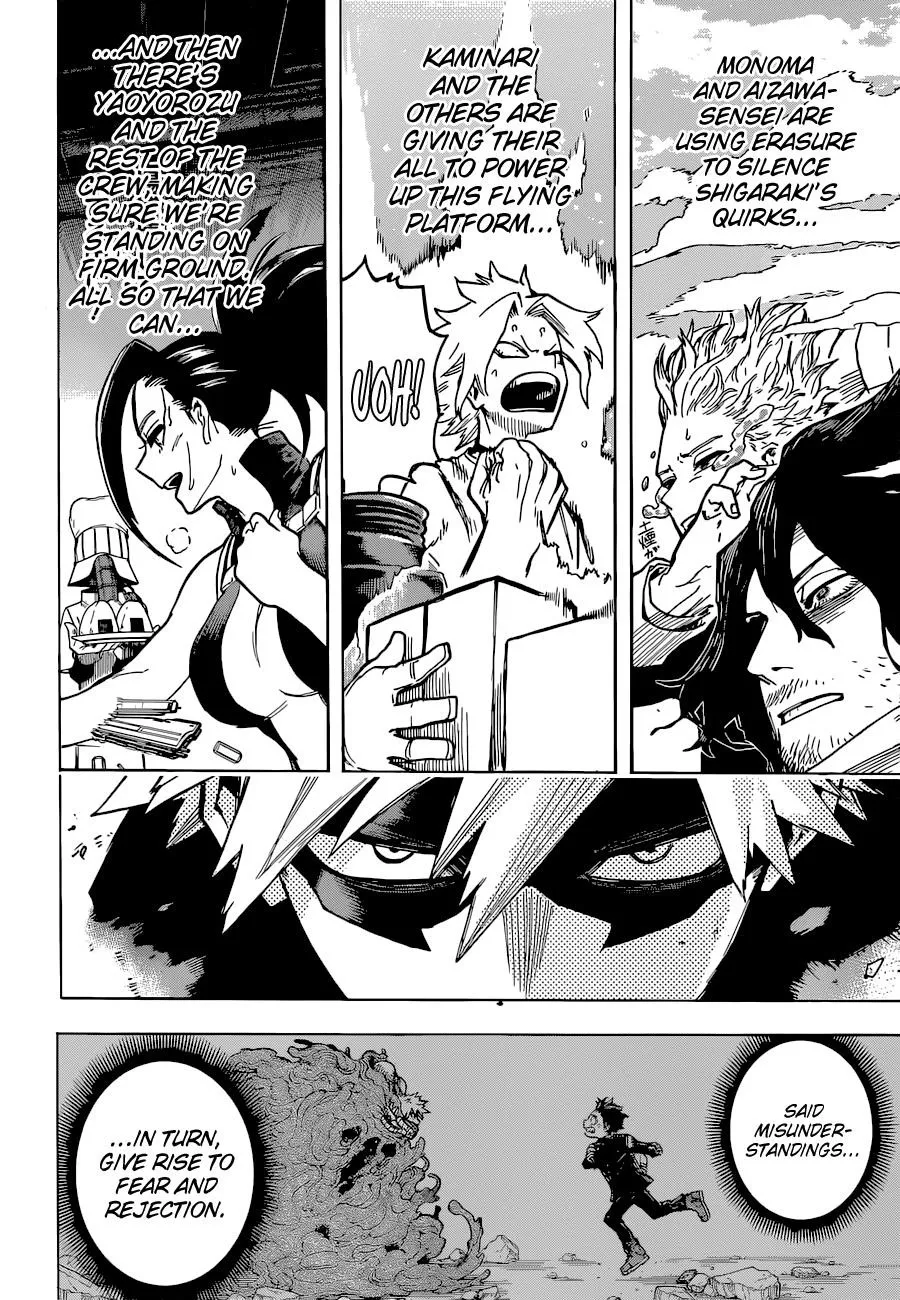 MONOMA
AND AIZAWA-
SENSEI ARE
USING ERASURE
TO SILENCE
SHIGARAKI'S
QUIRKS...
KAMINARI
AND THE
OTHERS ARE
GIVING THEIR
ALL TO POWER
UP THIS FLYING
PLATFORM...
UOH!
...AND THEN
THERE'S
YAOYOROZU
AND THE
REST OF THE
CREW, MAKING
SURE WE'RE
STANDING ON
FIRM GROUND.
ALL SO THAT WE
CAN...
SAID
MISUNDER-
STANDINGS...
...IN TURN,
GIVE RISE TO
FEAR AND
REJECTION.